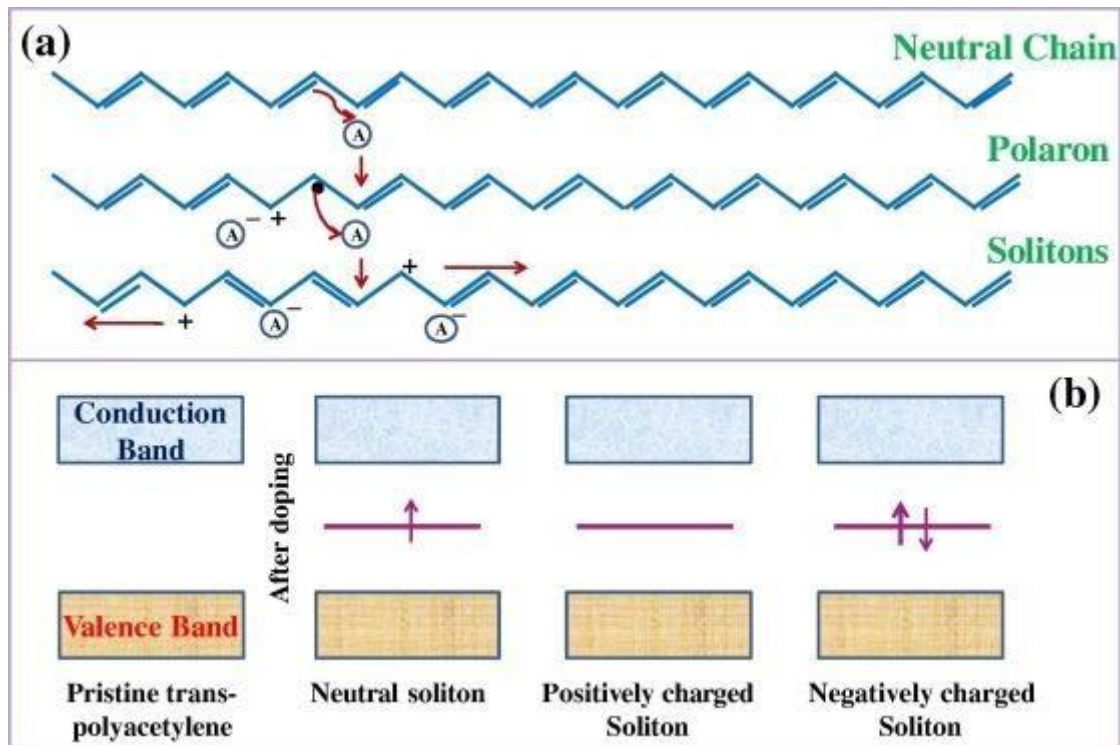 (a)
Neutral Chain
A
Polaron
A − +
A
Solitons
+
+
A −
A −
(b)
Conduction
Band
After doping
Valence Band
Pristine trans-
polyacetylene
Neutral soliton
Positively charged
Soliton
Negatively charged
Soliton